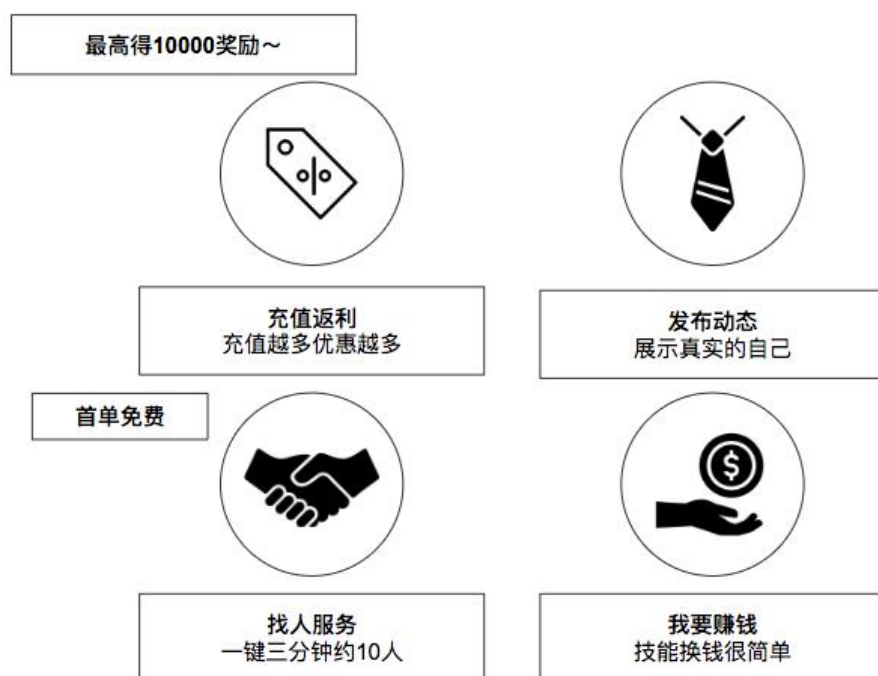 最高得10000奖励～
充值返利
充值越多优惠越多
发布动态
展示真实的自己
首单免费
找人服务
一键三分钟约10人
我要赚钱
技能换钱很简单